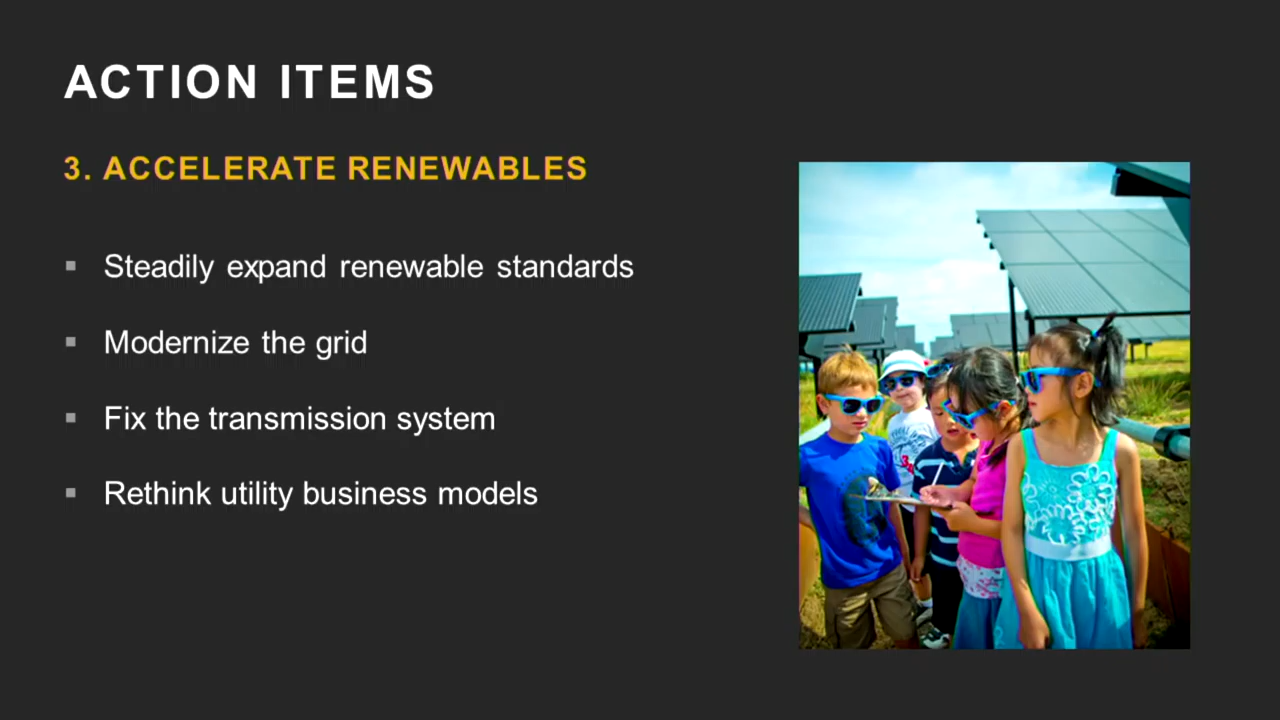 ACTION ITEMS
3. ACCELERATE RENEWABLES
Steadily expand renewable standards
Modernize the grid
Fix the transmission system
Rethink utility business models